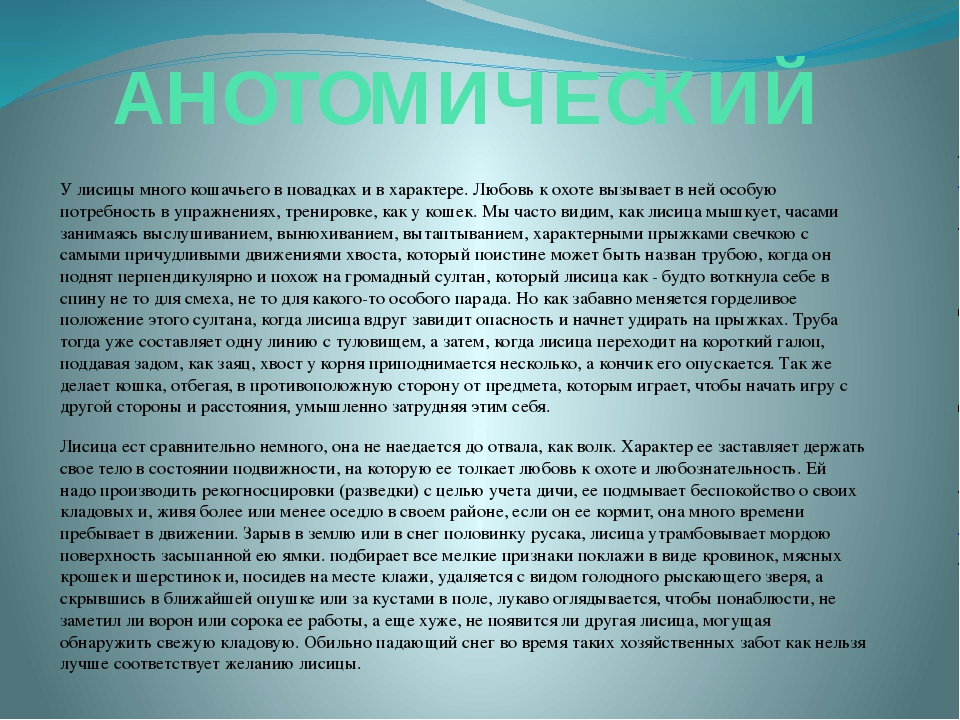 АНОТОМИЧЕСКИЙ
У лисицы много кошачьего в повадках и в характере. Любовь к охоте вызывает в ней особую
потребность в упражнениях, тренировке, как у кошек. Мы часто видим, как лисица мышкует, часами
занимаясь выслушиванием, вынюхиванием, вытаптыванием, характерными прыжками свечкою с
самыми причудливыми движениями хвоста, который поистине может быть назван трубою, когда он
поднят перпендикулярно и похож на громадный султан, который лисица как - будто воткнула себе в
спину не то для смеха, не то для какого-то особого парада. Но как забавно меняется горделивое
положение этого султана, когда лисица вдруг завидит опасность и начнет удирать на прыжках. Труба
тогда уже составляет одну линию с туловищем, а затем, когда лисица переходит на короткий галоп,
поддавая задом, как заяц, хвост у корня приподнимается несколько, а кончик его опускается. Так же
делает кошка, отбегая, в противоположную сторону от предмета, которым играет, чтобы начать игру с
другой стороны и расстояния, умышленно затрудняя этим себя.
Лисица ест сравнительно немного, она не наедается до отвала, как волк. Характер ее заставляет держать
свое тело в состоянии подвижности, на которую ее толкает любовь к охоте и любознательность. Ей
надо производить рекогносцировки (разведки) с целью учета дичи, ее подмывает беспокойство о своих
кладовых и, живя более или менее оседло в своем районе, если он ее кормит, она много времени
пребывает в движении. Зарыв в землю или в снег половинку русака, лисица утрамбовывает мордою
поверхность засыпанной ею ямки. подбирает все мелкие признаки поклажи в виде кровинок, мясных
крошек и шерстинок и, посидев на месте клажи, удаляется с видом голодного рыскающего зверя, а
скрывшись в ближайшей опушке или за кустами в поле, лукаво оглядывается, чтобы понаблюсти, не
заметил ли ворон или сорока ее работы, а еще хуже, не появится ли другая лисица, могущая
обнаружить свежую кладовую. Обильно падающий снег во время таких хозяйственных забот как нельзя
лучше соответствует желанию лисицы.